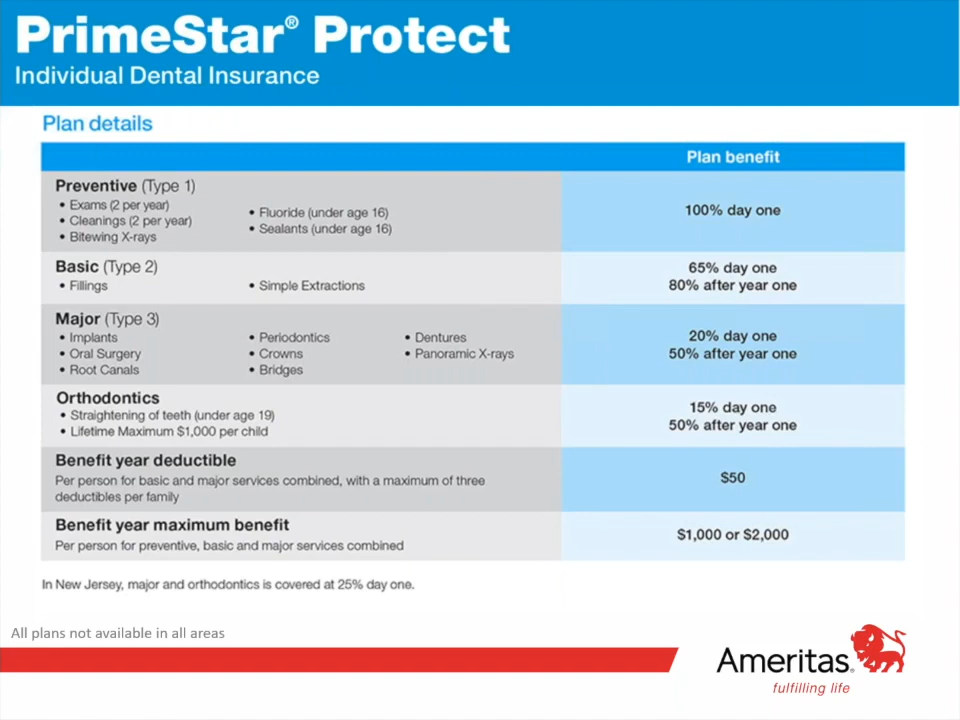 PrimeStar® Protect
Individual Dental Insurance
Plan details
Plan benefit
Preventive (Type 1)
• Exams (2 per year)
• Cleanings (2 per year)
• Bitewing X-rays
• Fluoride (under age 16)
• Sealants (under age 16)
100% day one
Basic (Type 2)
• Fillings
• Simple Extractions
65% day one
80% after year one
Major (Type 3)
• Implants
• Oral Surgery
• Root Canals
• Periodontics
• Crowns
• Bridges
• Dentures
• Panoramic X-rays
20% day one
50% after year one
Orthodontics
• Straightening of teeth (under age 19)
• Lifetime Maximum $1,000 per child
15% day one
50% after year one
Benefit year deductible
Per person for basic and major services combined, with a maximum of three
deductibles per family
$50
Benefit year maximum benefit
Per person for preventive, basic and major services combined
$1,000 or $2,000
In New Jersey, major and orthodontics is covered at 25% day one.
All plans not available in all areas
Ameritas®
fulfilling life